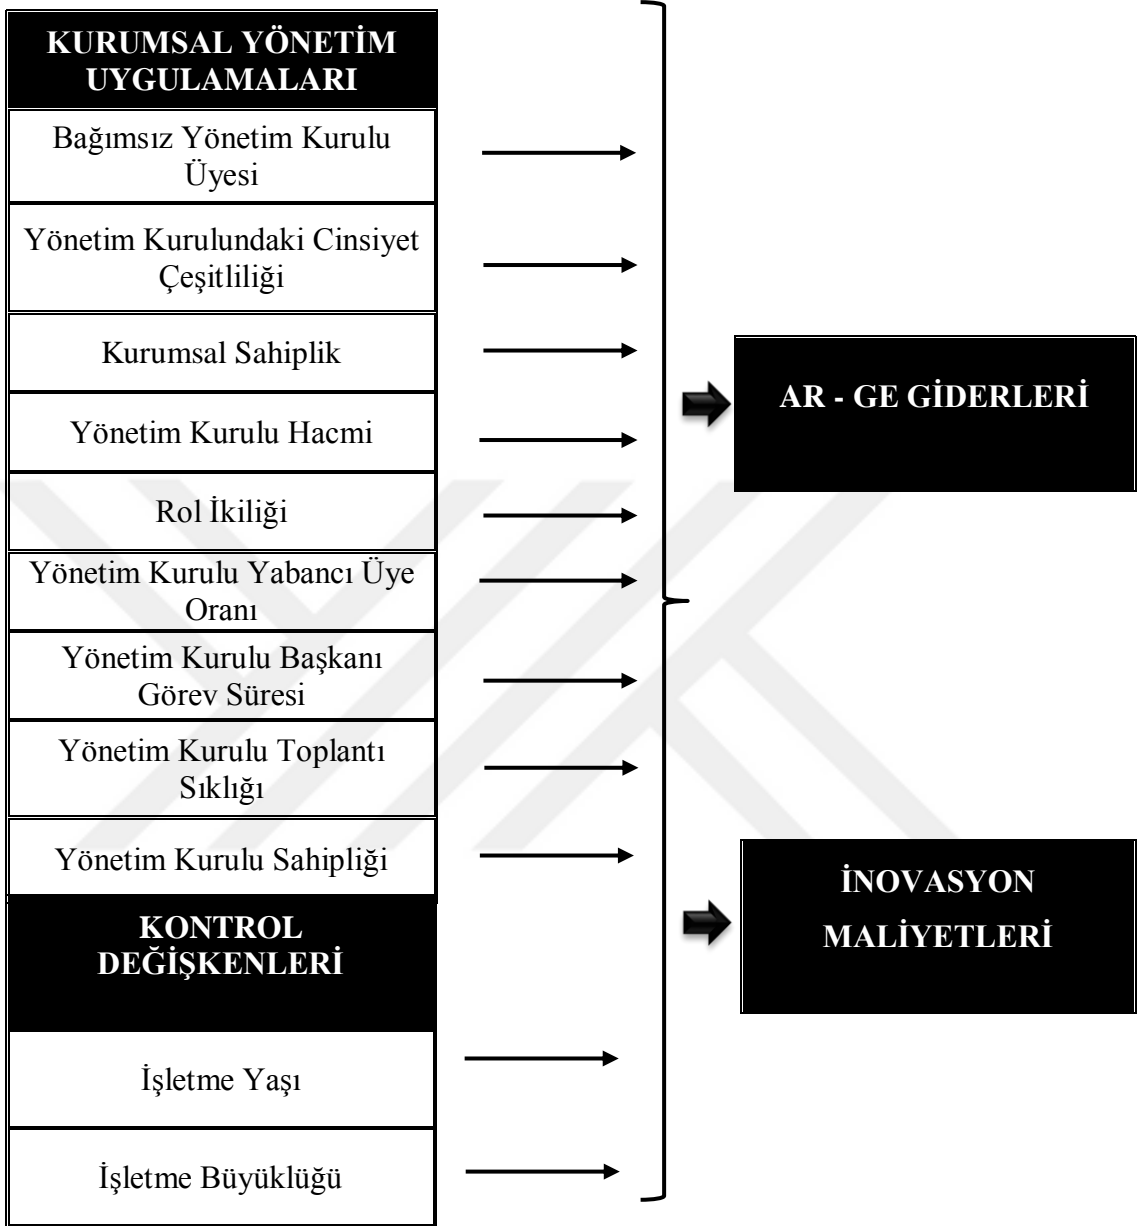 KURUMSAL YÖNETİM
UYGULAMALARI
Bağımsız Yönetim Kurulu
Üyesi
Yönetim Kurulundaki Cinsiyet
Çeşitliliği
Kurumsal Sahiplik
Yönetim Kurulu Hacmi
Rol İkiliği
Yönetim Kurulu Yabancı Üye
Oranı
Yönetim Kurulu Başkanı
Görev Süresi
Yönetim Kurulu Toplantı
Sıklığı
Yönetim Kurulu Sahipliği
KONTROL
DEĞİŞKENLERİ
İşletme Yaşı
İşletme Büyüklüğü
AR - GE GİDERLERİ
İNOVASYON
MALİYETLERİ